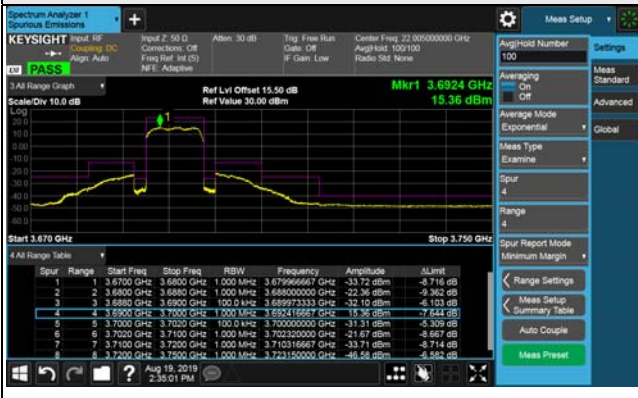 Spectrum Analyzer 1
Spurious Emissions
+
Meas Setup
KEYSIGHT Input: RF
Coupling: DC
Align: Auto
LXI PASS
Input Z: 50 Ω
Corrections: Off
Freq Ref: Int (S)
NFE: Adaptive
Atten: 30 dB
Trig: Free Run
Gate: Off
IF Gain: Low
Center Freq: 22.005000000 GHz
Avg|Hold: 100/100
Radio Std: None
3 All Range Graph
Scale/Div 10.0 dB
Ref Lvl Offset 15.50 dB
Ref Value 30.00 dBm
Mkr1 3.6924 GHz
15.36 dBm
Log
20.0
10.0
0.00
-10.0
-20.0
-30.0
-40.0
-50.0
-60.0
1
Start 3.670 GHz
Stop 3.750 GHz
4 All Range Table
Spur Range Start Freq Stop Freq RBW Frequency Amplitude ΔLimit
1 1 3.6700 GHz 3.6800 GHz 1.000 MHz 3.679966667 GHz -33.72 dBm -8.716 dB
2 2 3.6800 GHz 3.6880 GHz 1.000 MHz 3.688000000 GHz -22.36 dBm -9.362 dB
3 3 3.6880 GHz 3.6900 GHz 100.0 kHz 3.689973333 GHz -32.10 dBm -6.103 dB
4 4 3.6900 GHz 3.7000 GHz 1.000 MHz 3.692416667 GHz 15.36 dBm -7.644 dB
5 5 3.7000 GHz 3.7020 GHz 100.0 kHz 3.700000000 GHz -31.31 dBm -5.309 dB
6 6 3.7020 GHz 3.7100 GHz 1.000 MHz 3.702320000 GHz -21.67 dBm -8.667 dB
7 7 3.7100 GHz 3.7200 GHz 1.000 MHz 3.710316667 GHz -33.71 dBm -8.714 dB
8 8 3.7200 GHz 3.7500 GHz 1.000 MHz 3.723150000 GHz -46.58 dBm -6.582 dB
?
Aug 19, 2019
2:35:01 PM
Avg|Hold Number
100
Averaging
On
Off
Average Mode
Exponential
Meas Type
Examine
Spur
4
Range
4
Spur Report Mode
Minimum Margin
Range Settings
Meas Setup
Summary Table
Auto Couple
Meas Preset
Settings
Meas
Standard
Advanced
Global